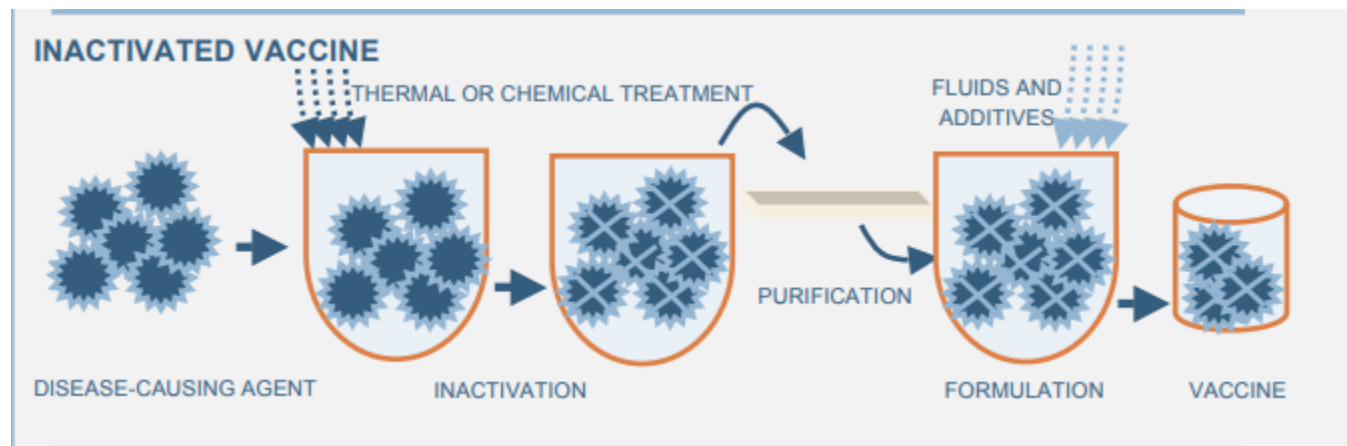 INACTIVATED VACCINE
THERMAL OR CHEMICAL TREATMENT
FLUIDS AND
ADDITIVES
PURIFICATION
DISEASE-CAUSING AGENT
INACTIVATION
FORMULATION
VACCINE